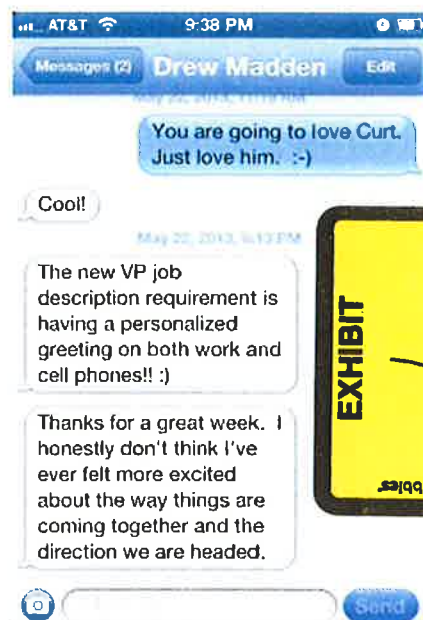 AT&T 9:38 PM
Messages (2) Drew Madden Edit
You are going to love Curt.
Just love him. :-)
Cool!
May 22, 2013, 9:13 PM
The new VP job
description requirement is
having a personalized
greeting on both work and
cell phones!! :)
Thanks for a great week. I
honestly don't think I've
ever felt more excited
about the way things are
coming together and the
direction we are headed.
Send
EXHIBIT